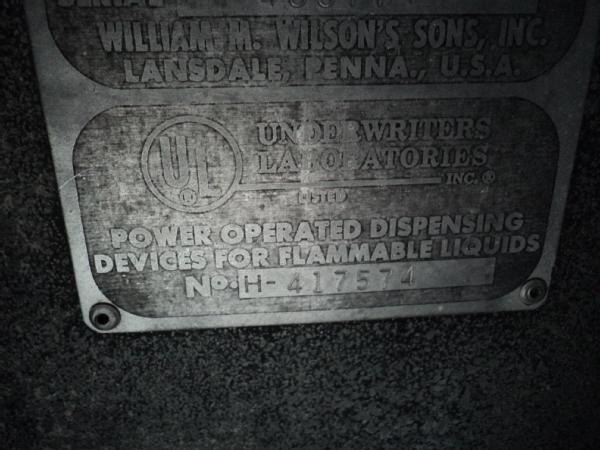 SERIAL
WILLIAM M. WILSON'S SONS, INC.
LANSDALE, PENNA., U.S.A.
UL
UNDERWRITERS
LABORATORIES
INC. ®
LISTED
POWER OPERATED DISPENSING
DEVICES FOR FLAMMABLE LIQUIDS
No. H- 417574